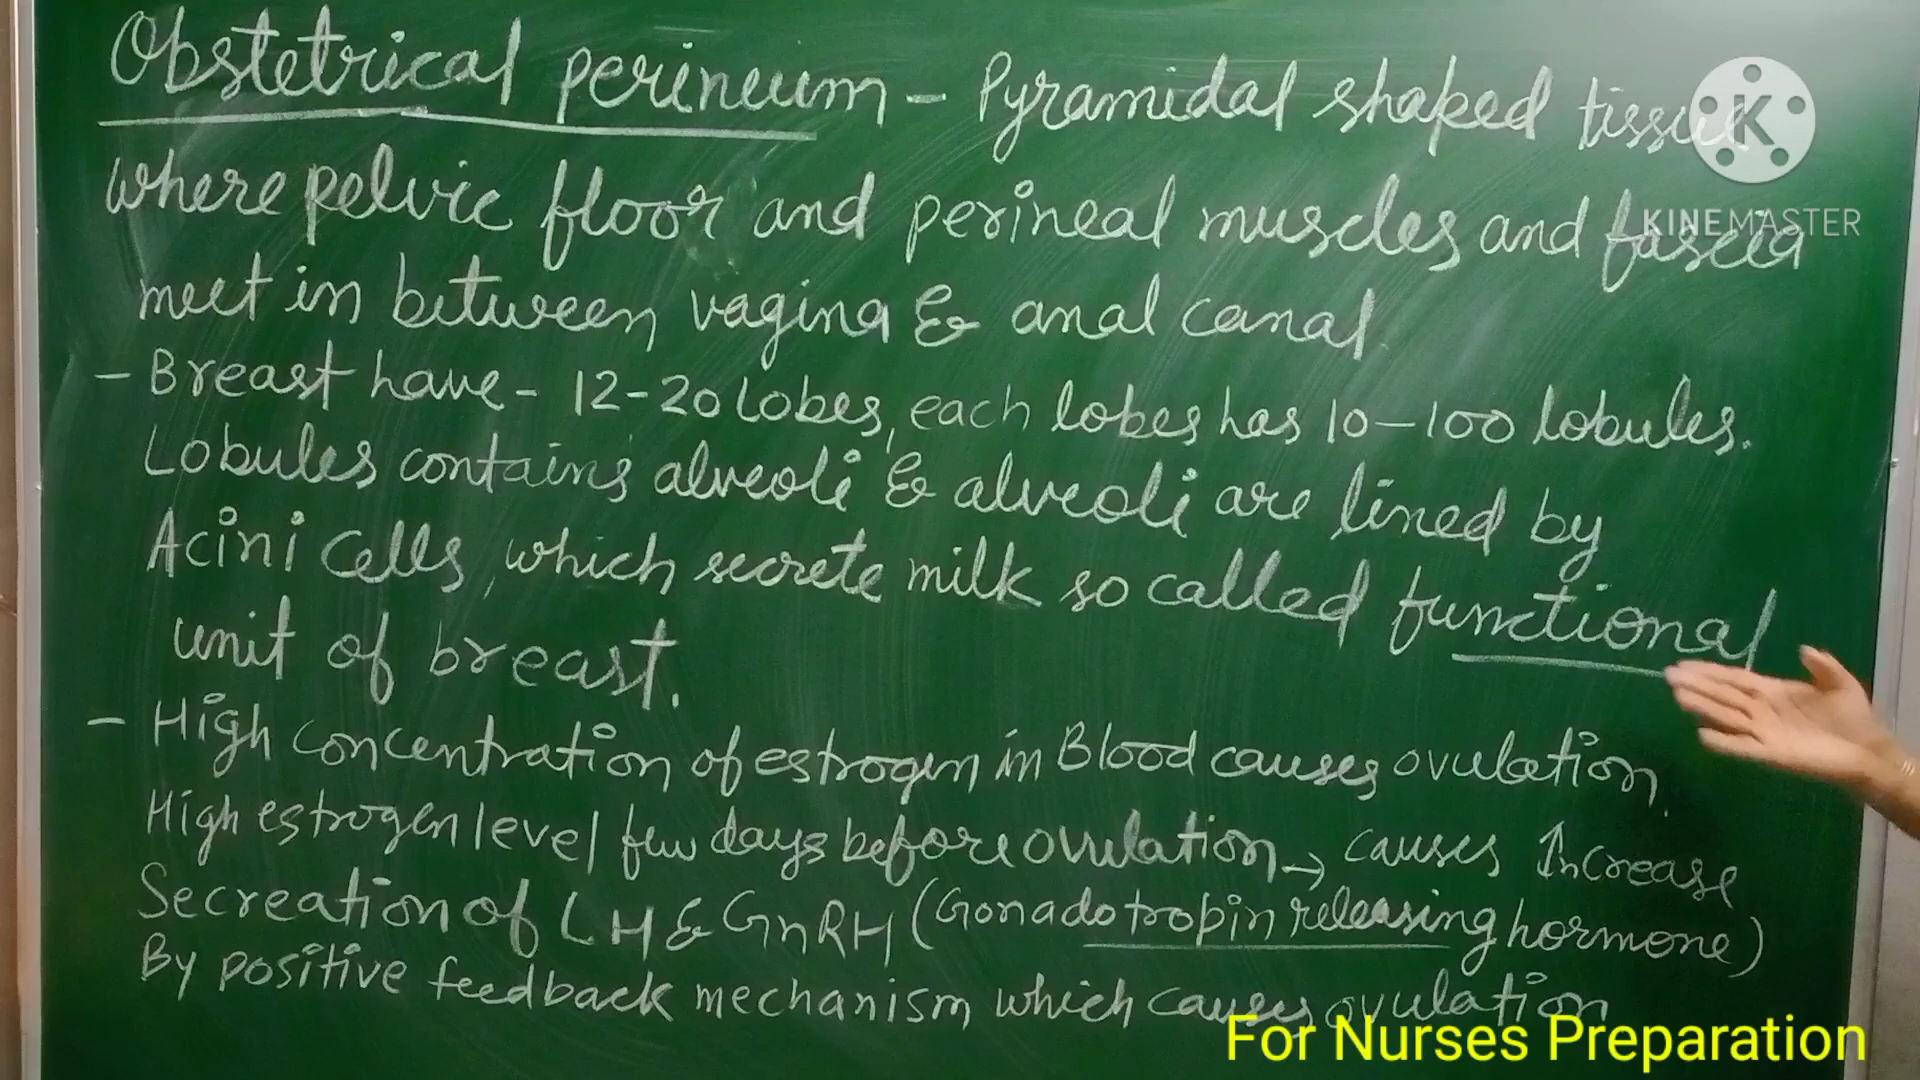 Obstetrical perineum - Pyramidal shaped tissue
where pelvic floor and perineal muscles and fascia
meet in between vagina & anal canal.
- Breast have - 12-20 lobes, each lobes has 10-100 lobules.
Lobules contains alveoli & alveoli are lined by
Acini cells, which secrete milk so called functional
unit of breast.
- High concentration of estrogen in Blood causes ovulation.
High estrogen level few days before ovulation → causes Increase
Secreation of LH & GnRH (Gonadotropin releasing hormone)
By positive feedback mechanism which causes ovulation
K
KINEMASTER
For Nurses Preparation